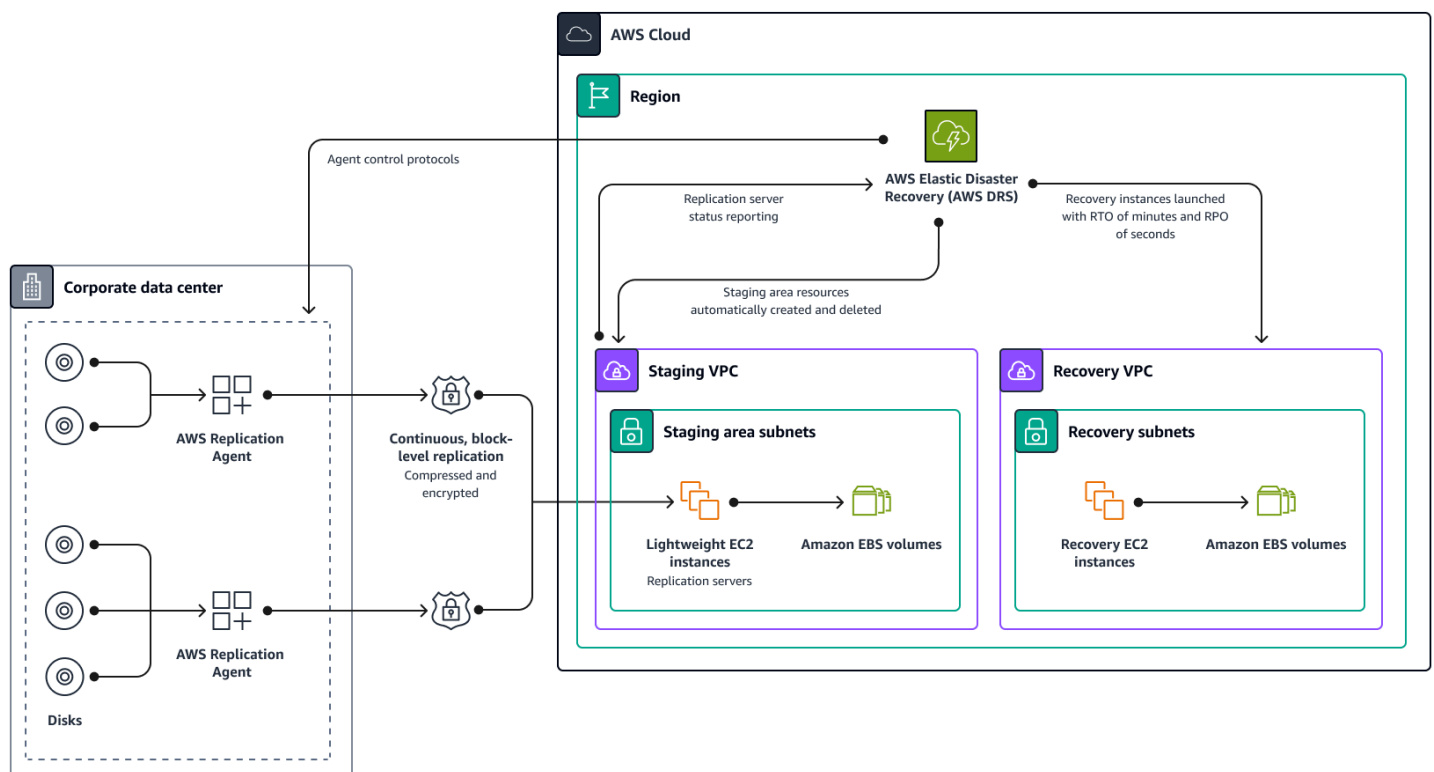 AWS Cloud
Region
Agent control protocols
AWS Elastic Disaster
Recovery (AWS DRS)
Replication server
status reporting
Recovery instances launched
with RTO of minutes and RPO
of seconds
Staging area resources
automatically created and deleted
Corporate data center
AWS Replication
Agent
Continuous, block-
level replication
Compressed and
encrypted
AWS Replication
Agent
Disks
Staging VPC
Staging area subnets
Lightweight EC2
instances
Replication servers
Amazon EBS volumes
Recovery VPC
Recovery subnets
Recovery EC2
instances
Amazon EBS volumes